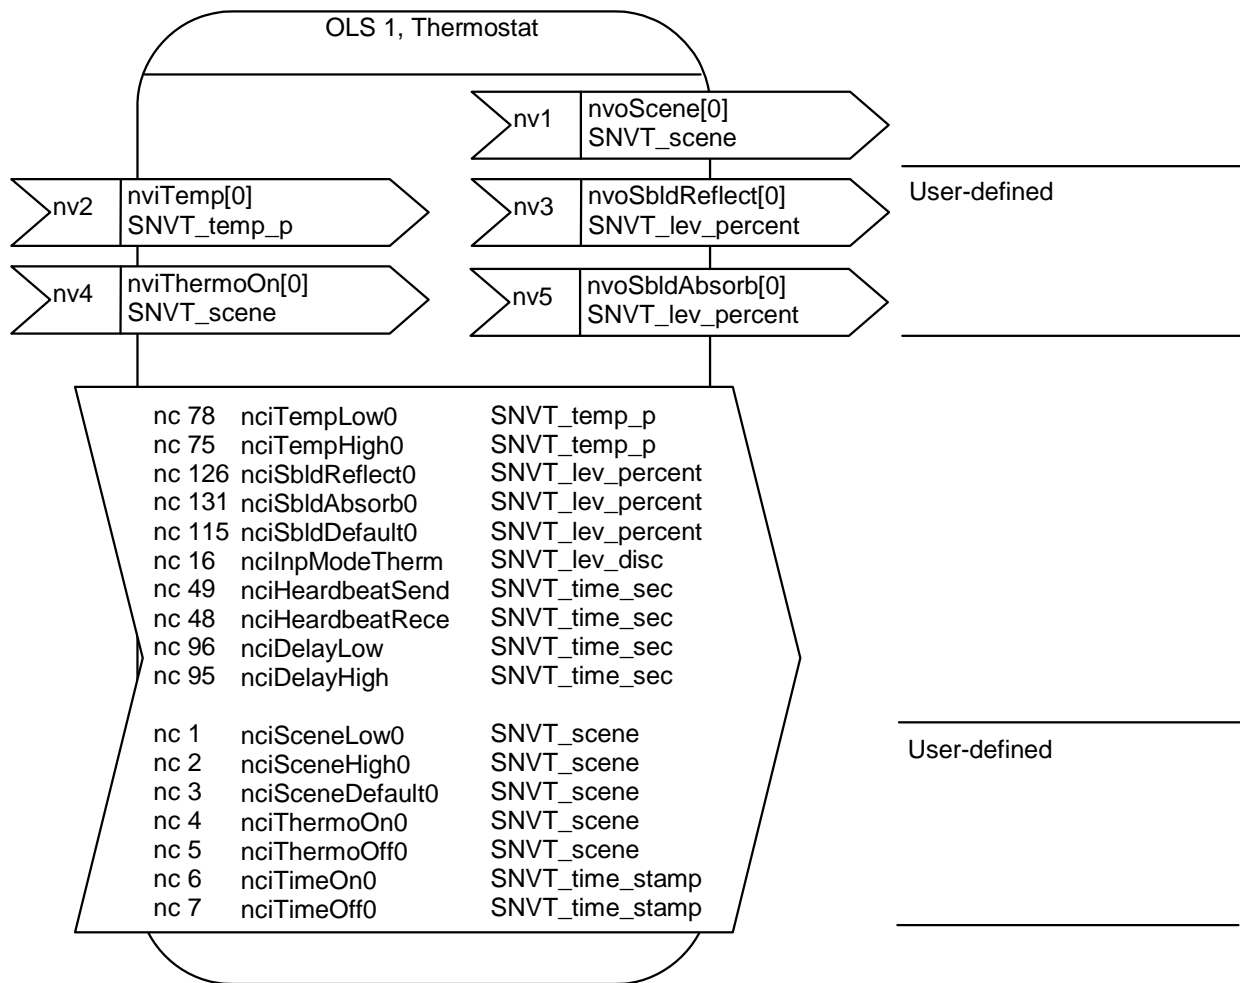 OLS 1, Thermostat
nv1 nvoScene[0]
SNVT_scene
nv2 nviTemp[0]
SNVT_temp_p
nv3 nvoSbldReflect[0]
SNVT_lev_percent
User-defined
nv4 nviThermoOn[0]
SNVT_scene
nv5 nvoSbldAbsorb[0]
SNVT_lev_percent
nc 78 nciTempLow0 SNVT_temp_p
nc 75 nciTempHigh0 SNVT_temp_p
nc 126 nciSbldReflect0 SNVT_lev_percent
nc 131 nciSbldAbsorb0 SNVT_lev_percent
nc 115 nciSbldDefault0 SNVT_lev_percent
nc 16 nciInpModeTherm SNVT_lev_disc
nc 49 nciHeardbeatSend SNVT_time_sec
nc 48 nciHeardbeatRece SNVT_time_sec
nc 96 nciDelayLow SNVT_time_sec
nc 95 nciDelayHigh SNVT_time_sec
nc 1 nciSceneLow0 SNVT_scene
nc 2 nciSceneHigh0 SNVT_scene
nc 3 nciSceneDefault0 SNVT_scene
nc 4 nciThermoOn0 SNVT_scene
nc 5 nciThermoOff0 SNVT_scene
nc 6 nciTimeOn0 SNVT_time_stamp
nc 7 nciTimeOff0 SNVT_time_stamp
User-defined